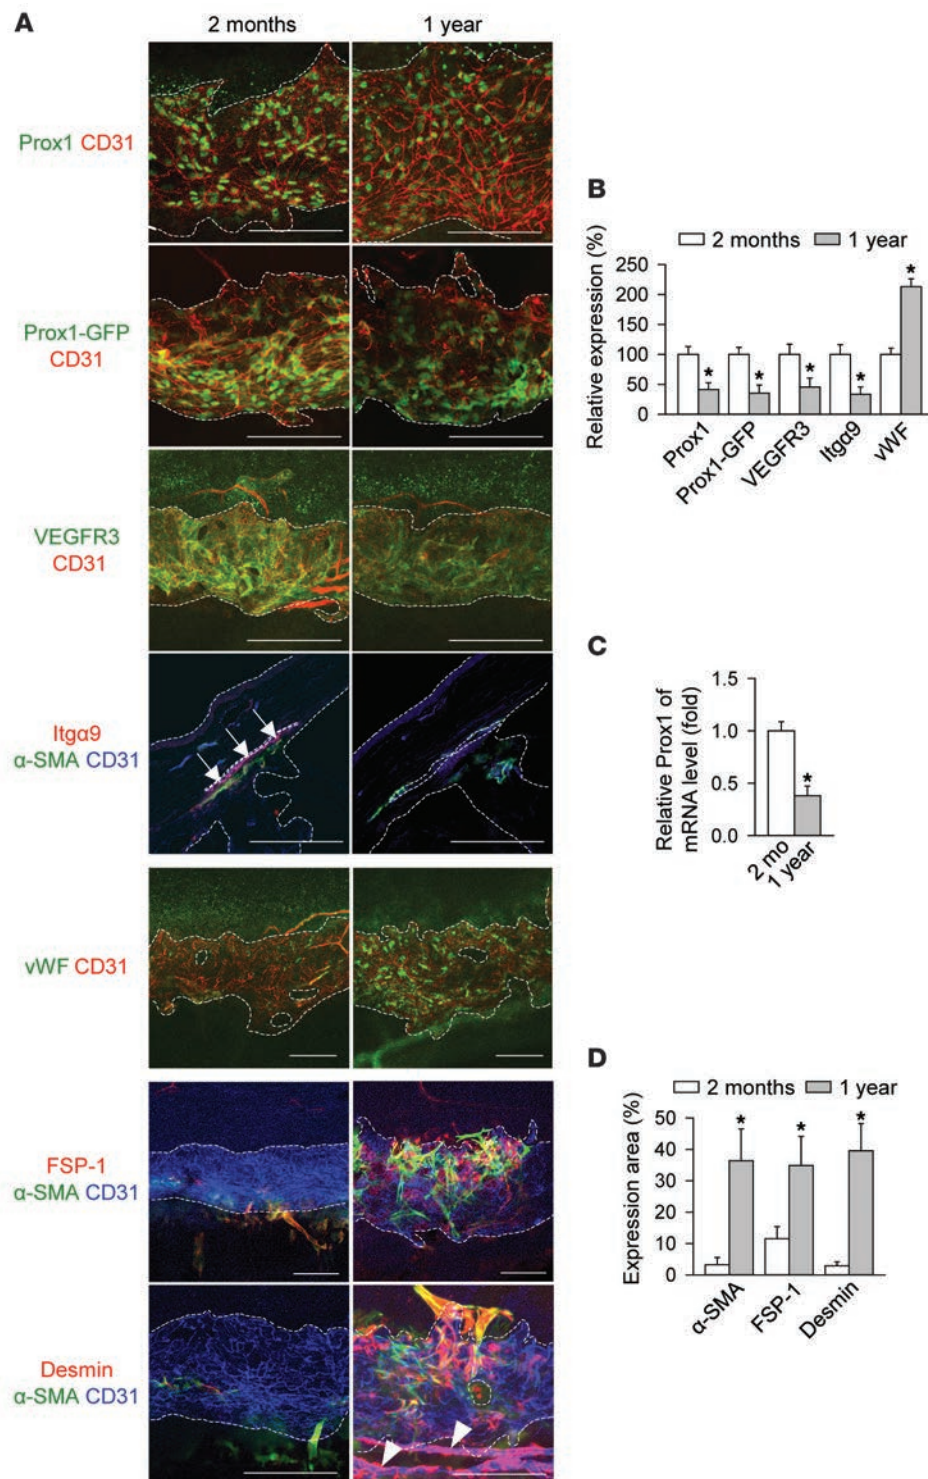 A
2 months 1 year
Prox1 CD31
Prox1-GFP
CD31
VEGFR3
CD31
Itgα9
α-SMA CD31
vWF CD31
FSP-1
α-SMA CD31
Desmin
α-SMA CD31
B
2 months 1 year
Relative expression (%)
250
200
150
100
50
0
* * * * *
Prox1 Prox1-GFP VEGFR3 Itgα9 vWF
C
Relative Prox1 of
mRNA level (fold)
1.5
1.0
0.5
0.0
*
2 mo 1 year
D
2 months 1 year
Expression area (%)
50
40
30
20
10
0
* * *
α-SMA FSP-1 Desmin